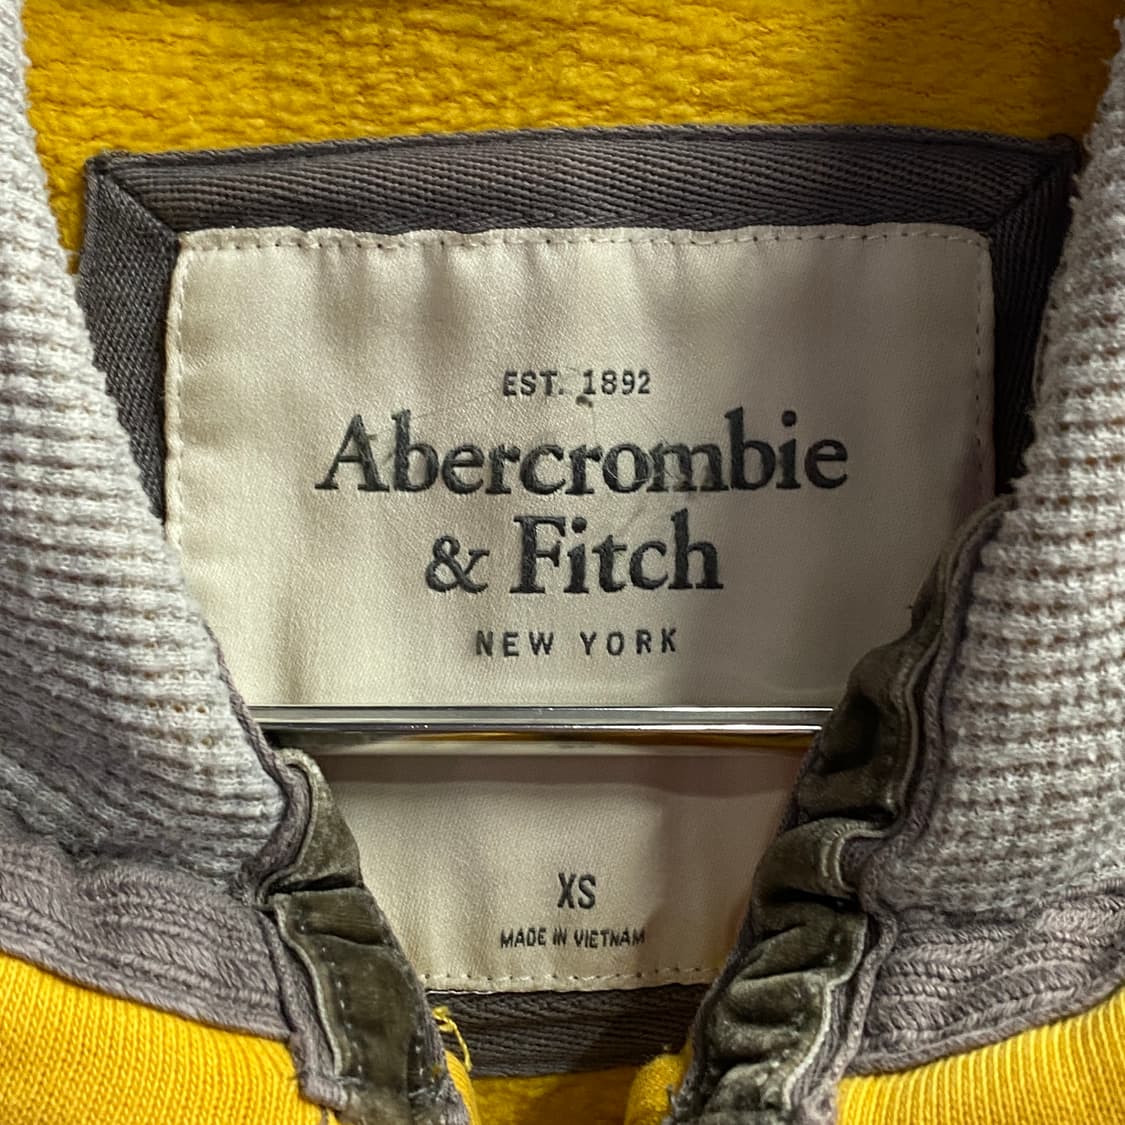 EST. 1892
Abercrombie
& Fitch
NEW YORK
XS
MADE IN VIETNAM